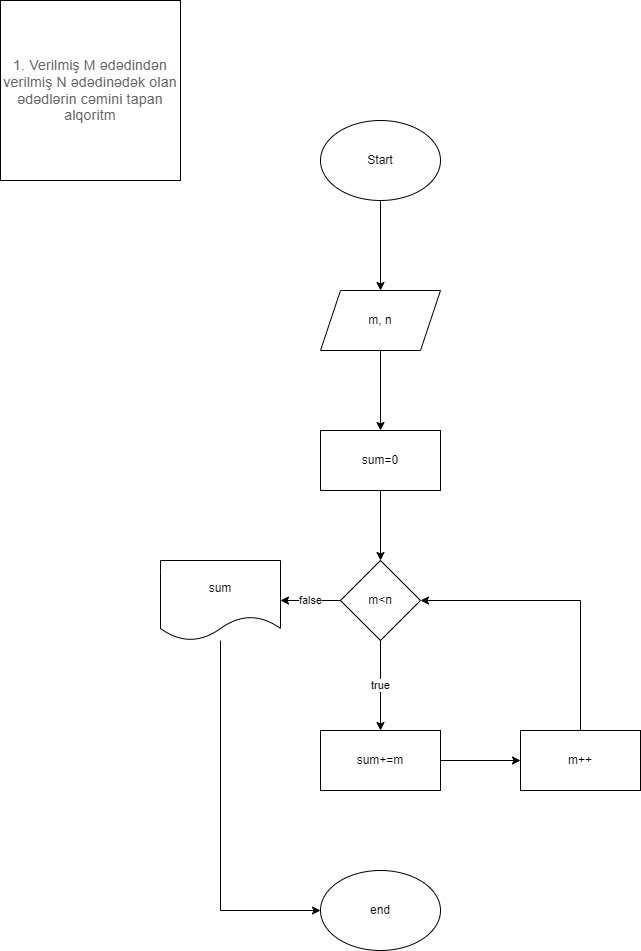 1. Verilmiş M ədədindən
verilmiş N ədədinədək olan
ədədlərin cəmini tapan
alqoritm
Start
m, n
sum=0
m<n
false
sum
true
sum+=m
m++
end